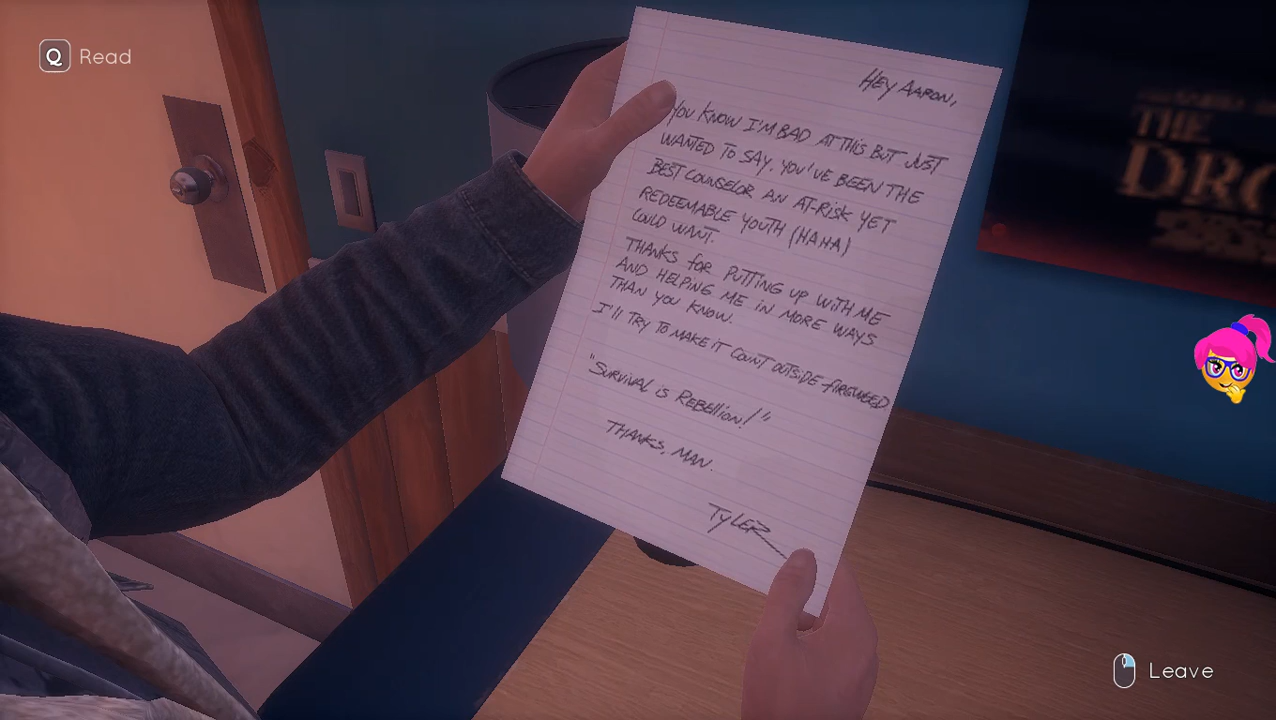 Q Read
HEY AARON,
YOU KNOW I'M BAD AT THIS BUT JUST
WANTED TO SAY. YOU'VE BEEN THE
BEST COUNSELOR AN AT-RISK YET
REDEEMABLE YOUTH (HAHA)
COULD WANT.
THANKS FOR PUTTING UP WITH ME
AND HELPING ME IN MORE WAYS
THAN YOU KNOW.
I'LL TRY TO MAKE IT COUNT OUTSIDE FIREWEED
"SURVIVAL IS REBELLION!"
THANKS, MAN.
TYLER
THE
Leave